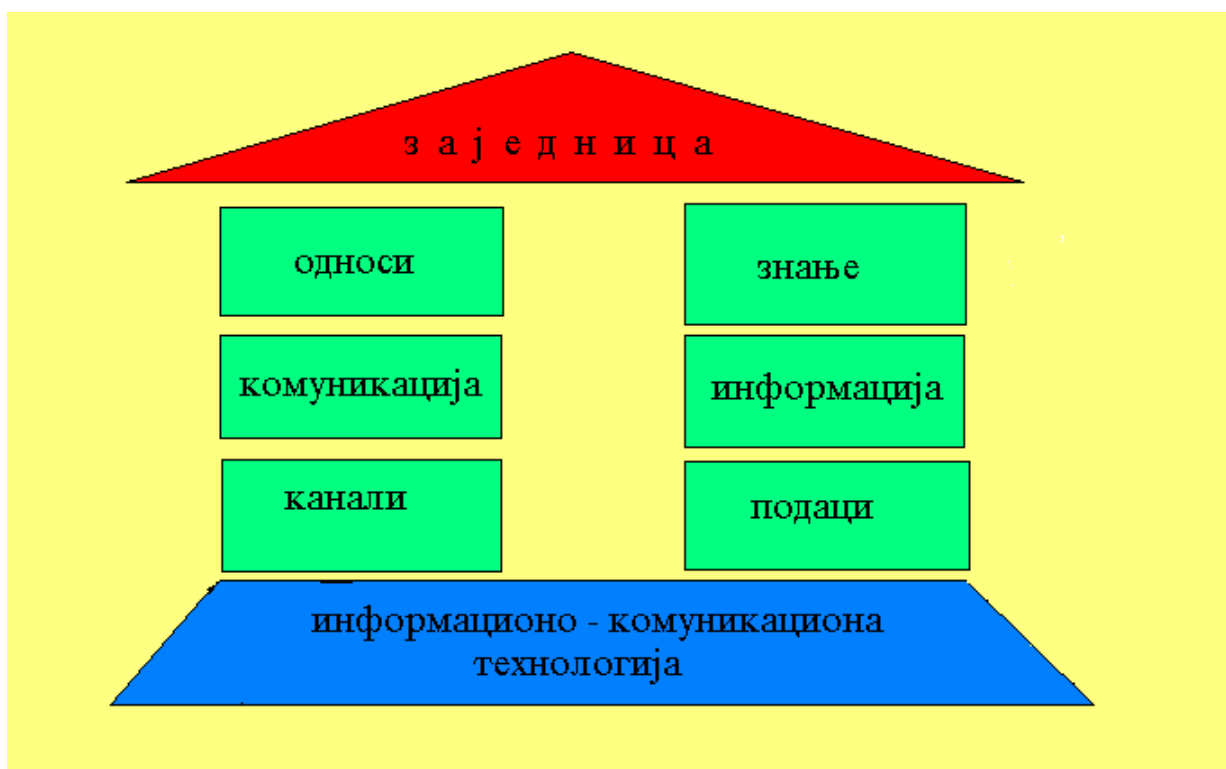 з а ј е д н и ц а
односи
знање
комуникација
информација
канали
подаци
информационо - комуникациона
технологија